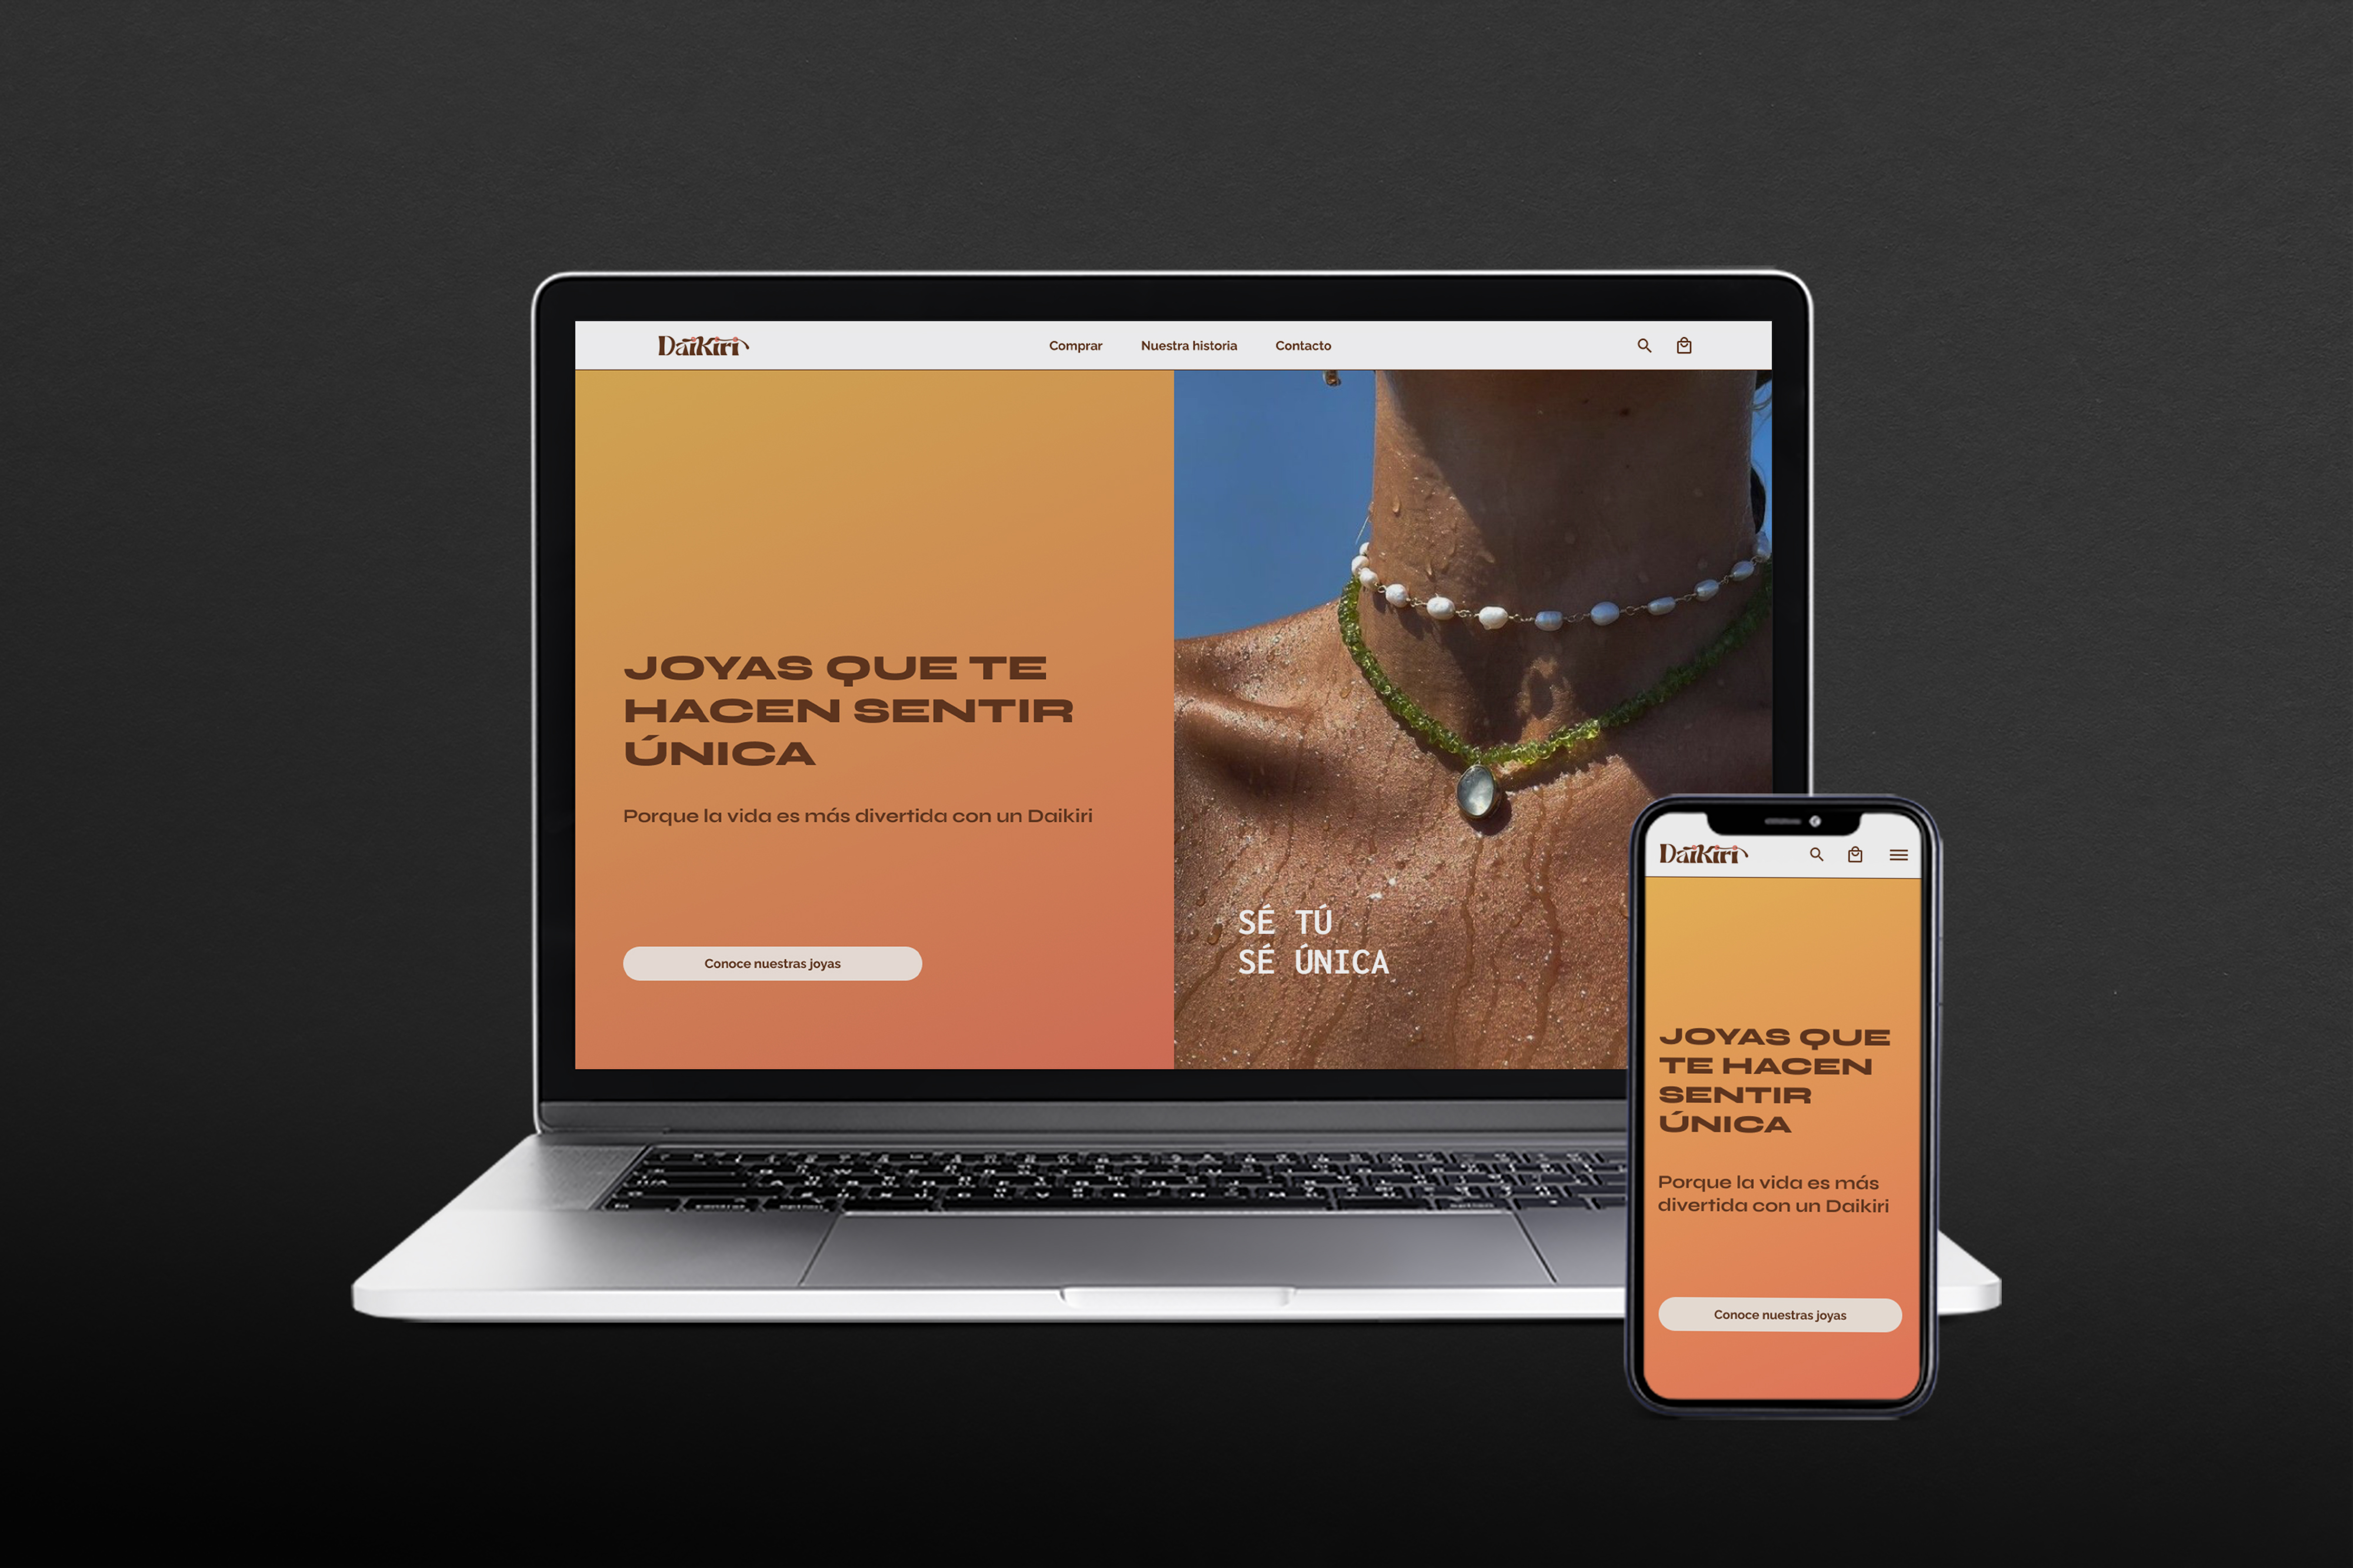 DaiKiri
Comprar Nuestra historia Contacto
JOYAS QUE TE
HACEN SENTIR
ÚNICA
Porque la vida es más divertida con un Daikiri
Conoce nuestras joyas
SÉ TÚ
SÉ ÚNICA
DaiKiri
JOYAS QUE
TE HACEN
SENTIR
ÚNICA
Porque la vida es más
divertida con un Daikiri
Conoce nuestras joyas